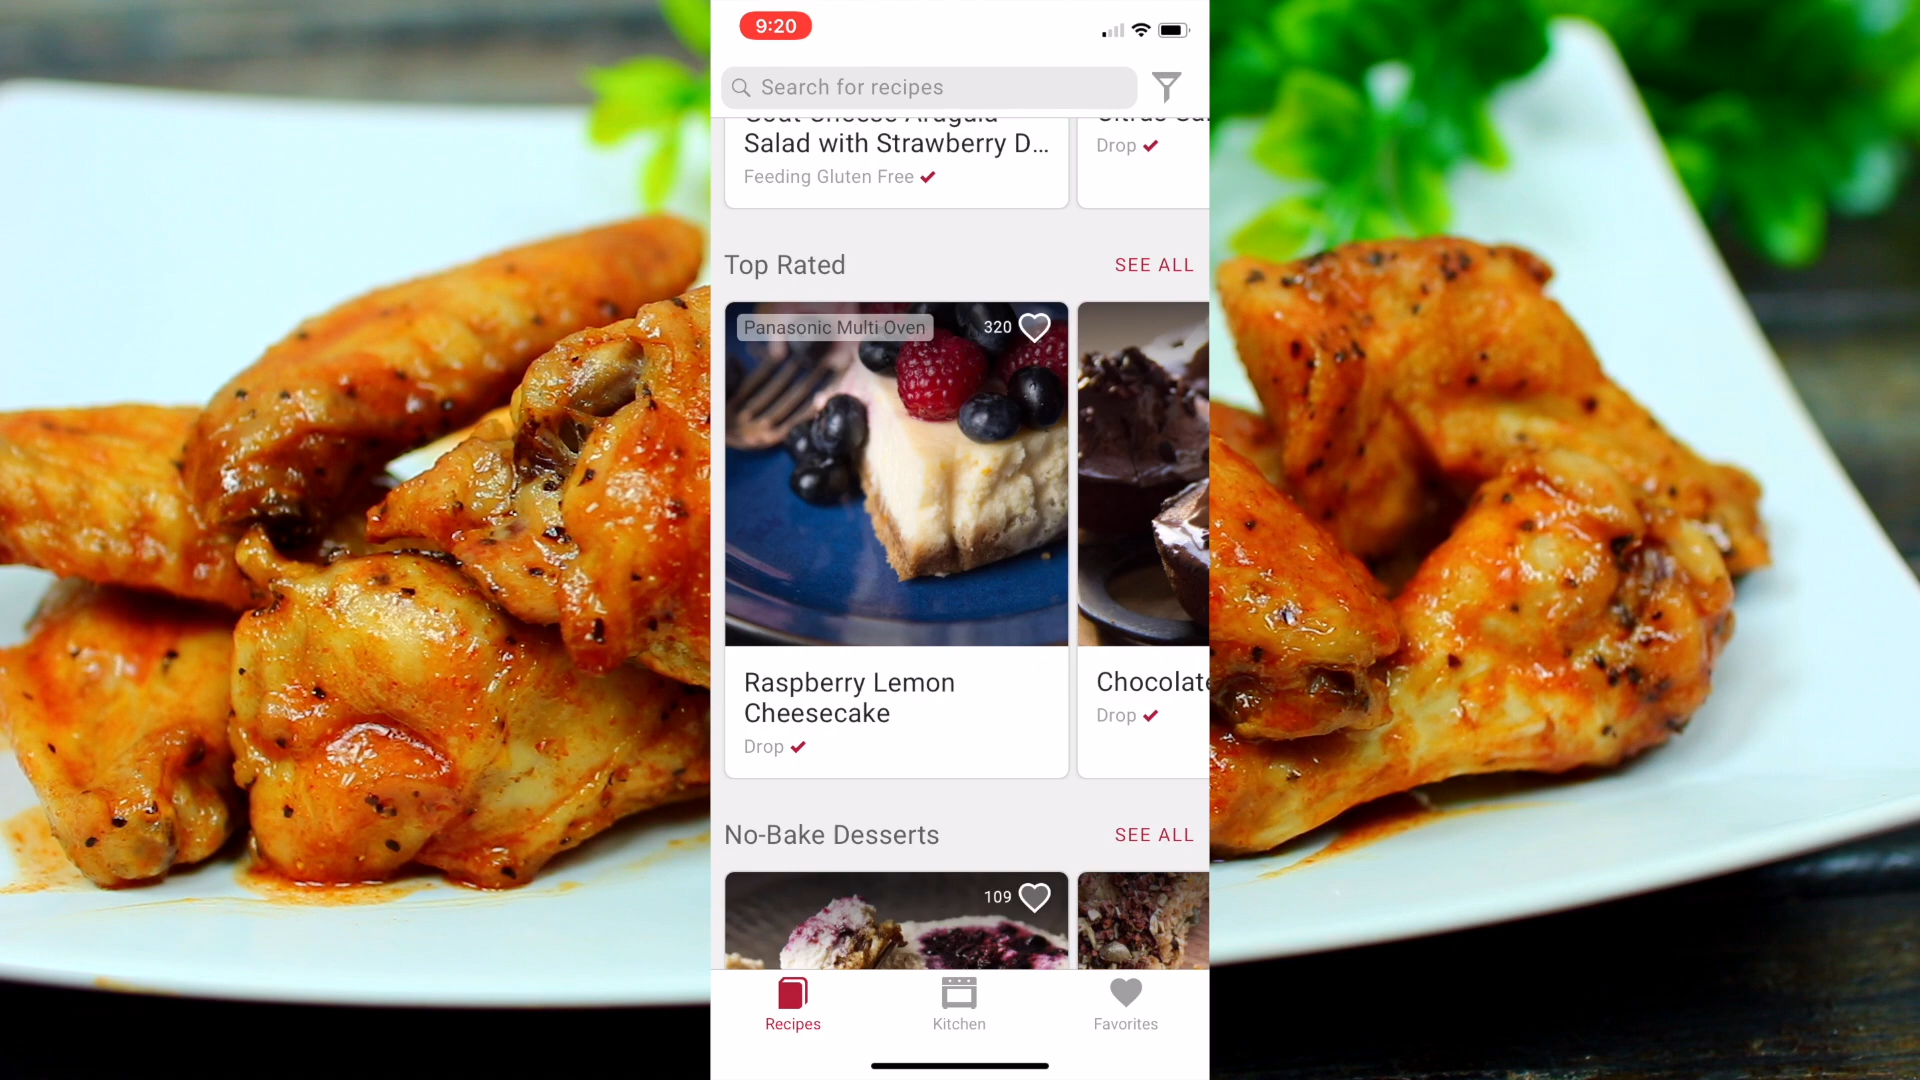 9:20
Search for recipes
Salad with Strawberry D...
Drop
Feeding Gluten Free
Top Rated
SEE ALL
Panasonic Multi Oven
320
Raspberry Lemon
Cheesecake
Drop
Chocolate
Drop
No-Bake Desserts
SEE ALL
109
Recipes
Kitchen
Favorites